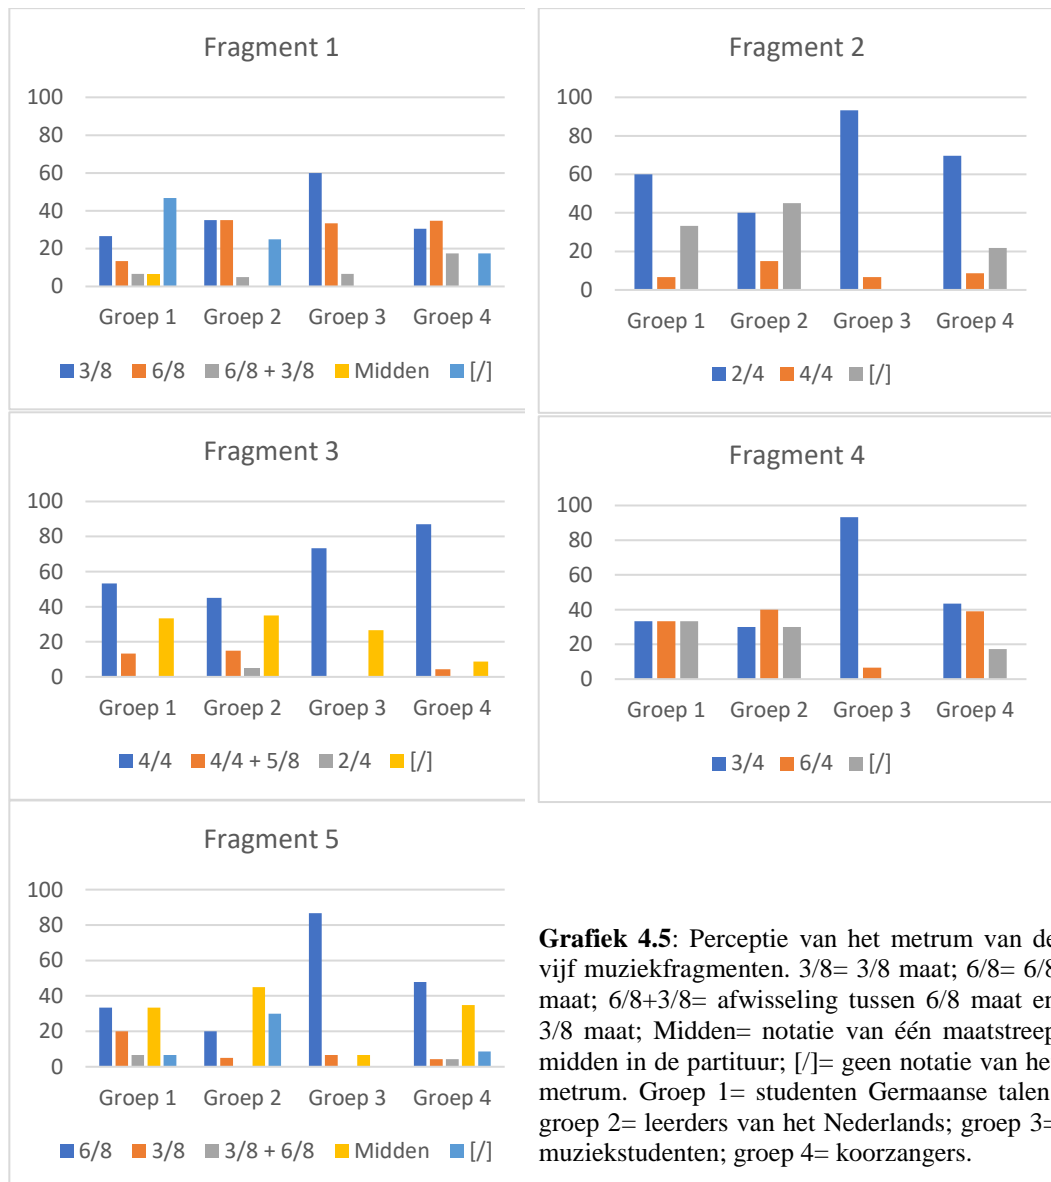 Fragment 1
100
80
60
40
20
0
Groep 1 Groep 2 Groep 3 Groep 4
3/8 6/8 6/8 + 3/8 Midden [/]
Fragment 2
100
80
60
40
20
0
Groep 1 Groep 2 Groep 3 Groep 4
2/4 4/4 [/]
Fragment 3
100
80
60
40
20
0
Groep 1 Groep 2 Groep 3 Groep 4
4/4 4/4 + 5/8 2/4 [/]
Fragment 4
100
80
60
40
20
0
Groep 1 Groep 2 Groep 3 Groep 4
3/4 6/4 [/]
Fragment 5
100
80
60
40
20
0
Groep 1 Groep 2 Groep 3 Groep 4
6/8 3/8 3/8 + 6/8 Midden [/]
Grafiek 4.5: Perceptie van het metrum van de
vijf muziekfragmenten. 3/8= 3/8 maat; 6/8= 6/8
maat; 6/8+3/8= afwisseling tussen 6/8 maat en
3/8 maat; Midden= notatie van één maatstreep
midden in de partituur; [/]= geen notatie van he
metrum. Groep 1= studenten Germaanse talen
groep 2= leerders van het Nederlands; groep 3=
muziekstudenten; groep 4= koorzangers.